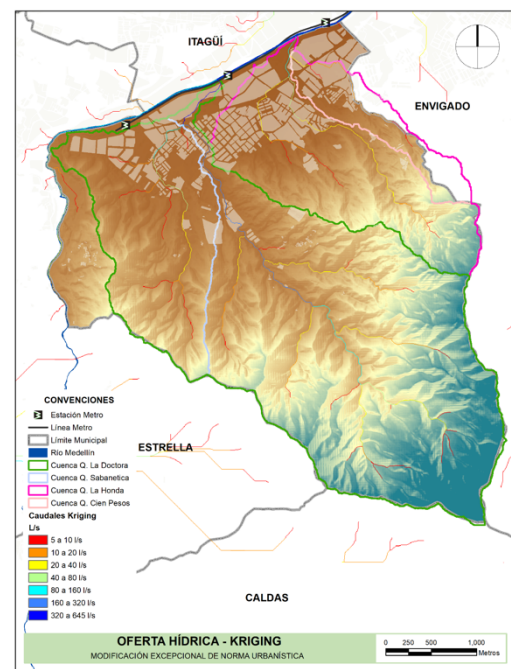 ITAGÜÍ
ENVIGADO
ESTRELLA
CALDAS
CONVENCIONES
M Estación Metro
Línea Metro
Límite Municipal
Río Medellín
Cuenca Q. La Doctora
Cuenca Q. Sabanetica
Cuenca Q. La Honda
Cuenca Q. Cien Pesos
Caudales Kriging
L/s
5 a 10 l/s
10 a 20 l/s
20 a 40 l/s
40 a 80 l/s
80 a 160 l/s
160 a 320 l/s
320 a 645 l/s
OFERTA HÍDRICA - KRIGING
MODIFICACIÓN EXCEPCIONAL DE NORMA URBANÍSTICA
0 250 500 1,000
Metros